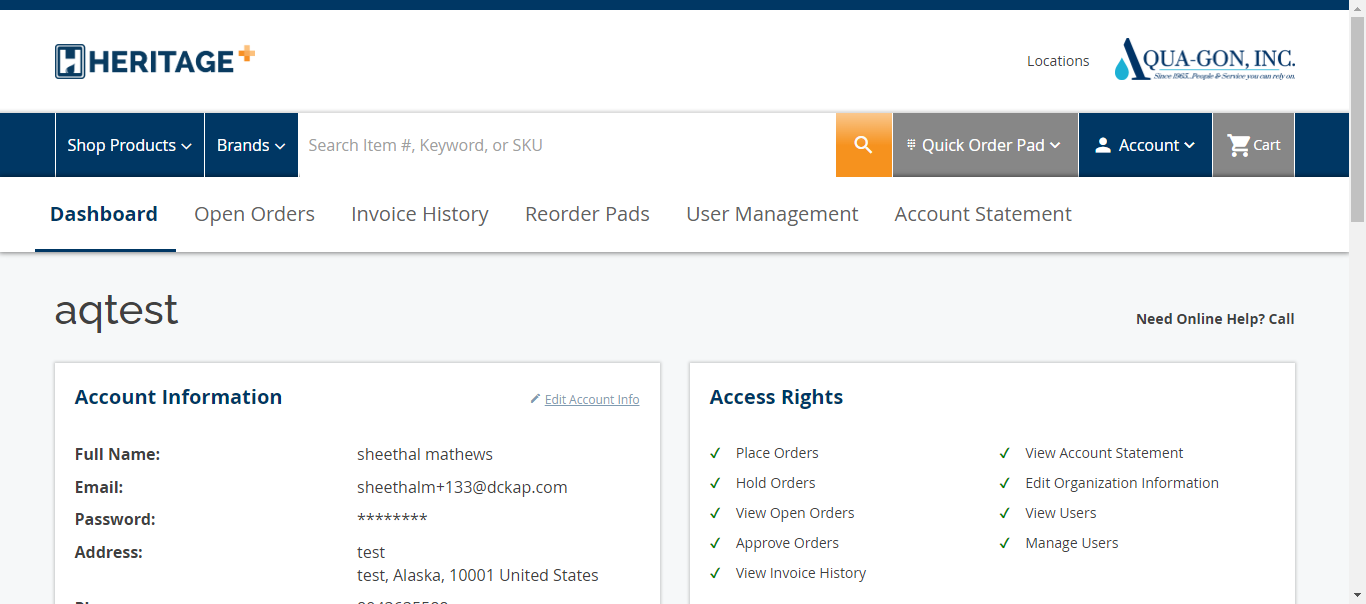 HERITAGE+
Locations
AQUA-GON, INC.
Since 1963...People & Service you can rely on.
Shop Products
Brands
Search Item #, Keyword, or SKU
Quick Order Pad
Account
Cart
Dashboard
Open Orders
Invoice History
Reorder Pads
User Management
Account Statement
aqtest
Need Online Help? Call
Account Information
Edit Account Info
Full Name: sheethal mathews
Email: sheethalm+133@dckap.com
Password: ********
Address: test
test, Alaska, 10001 United States
Access Rights
Place Orders
Hold Orders
View Open Orders
Approve Orders
View Invoice History
View Account Statement
Edit Organization Information
View Users
Manage Users